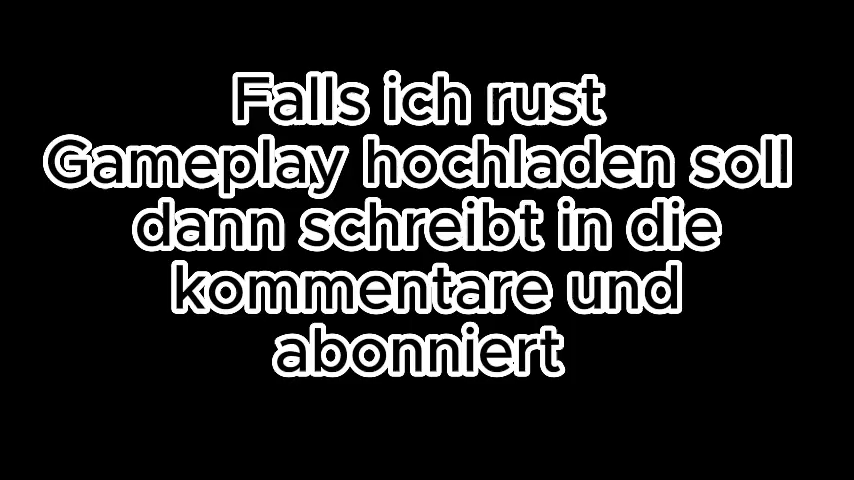 Falls ich rust
Gameplay hochladen soll
dann schreibt in die
kommentare und
abonniert